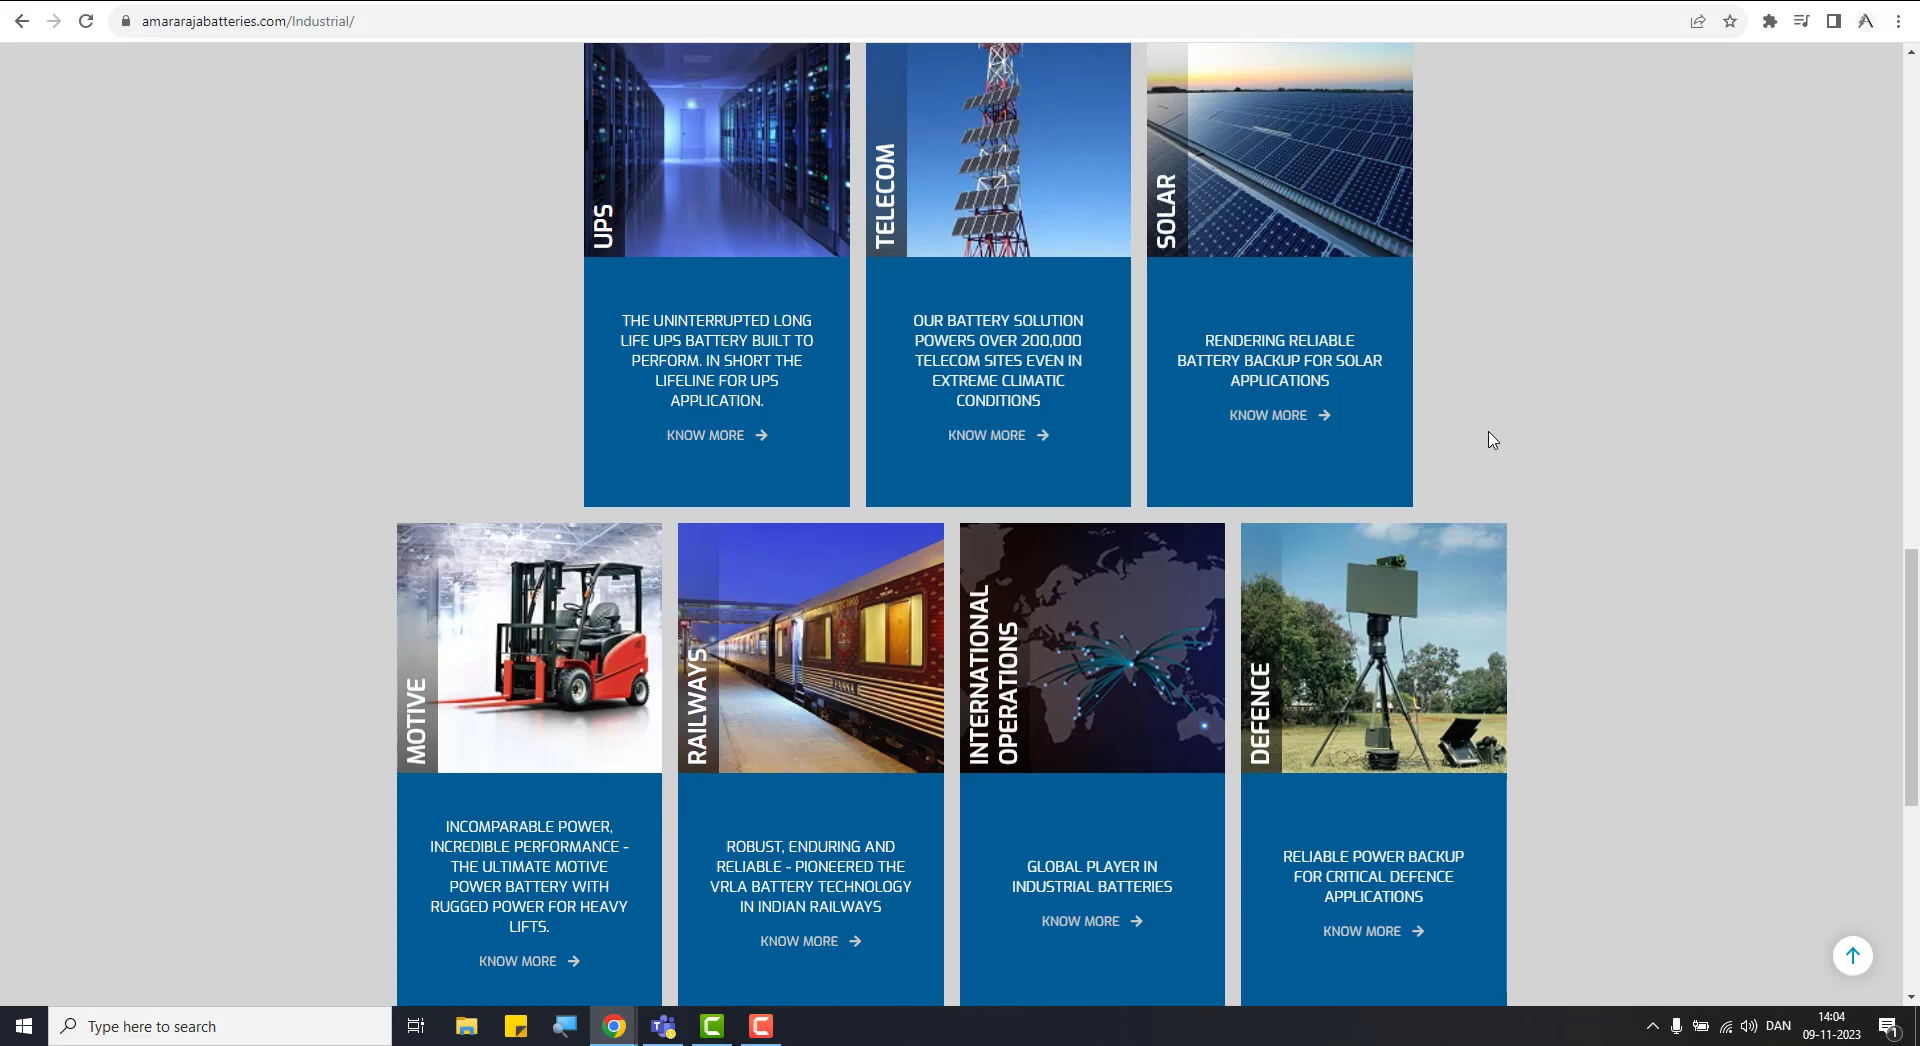 amararajabatteries.com/Industrial/
UPS
THE UNINTERRUPTED LONG
LIFE UPS BATTERY BUILT TO
PERFORM. IN SHORT THE
LIFELINE FOR UPS
APPLICATION.
KNOW MORE
TELECOM
OUR BATTERY SOLUTION
POWERS OVER 200,000
TELECOM SITES EVEN IN
EXTREME CLIMATIC
CONDITIONS
KNOW MORE
SOLAR
RENDERING RELIABLE
BATTERY BACKUP FOR SOLAR
APPLICATIONS
KNOW MORE
MOTIVE
INCOMPARABLE POWER,
INCREDIBLE PERFORMANCE -
THE ULTIMATE MOTIVE
POWER BATTERY WITH
RUGGED POWER FOR HEAVY
LIFTS.
KNOW MORE
RAILWAYS
ROBUST, ENDURING AND
RELIABLE - PIONEERED THE
VRLA BATTERY TECHNOLOGY
IN INDIAN RAILWAYS
KNOW MORE
INTERNATIONAL
OPERATIONS
GLOBAL PLAYER IN
INDUSTRIAL BATTERIES
KNOW MORE
DEFENCE
RELIABLE POWER BACKUP
FOR CRITICAL DEFENCE
APPLICATIONS
KNOW MORE
Type here to search
DAN
14:04
09-11-2023
1